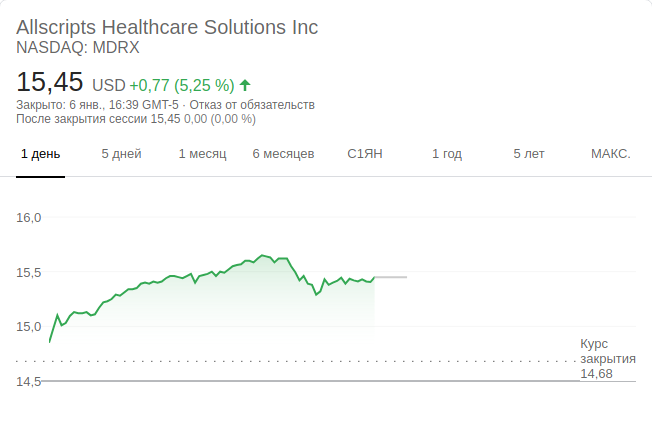 Allscripts Healthcare Solutions Inc
NASDAQ: MDRX
15,45 USD +0,77 (5,25 %)
Закрыто: 6 янв., 16:39 GMT-5 · Отказ от обязательств
После закрытия сессии 15,45 0,00 (0,00 %)
1 день 5 дней 1 месяц 6 месяцев С1ЯН 1 год 5 лет МАКС.
16,0
15,5
15,0
Курс
закрытия
14,68
14,5